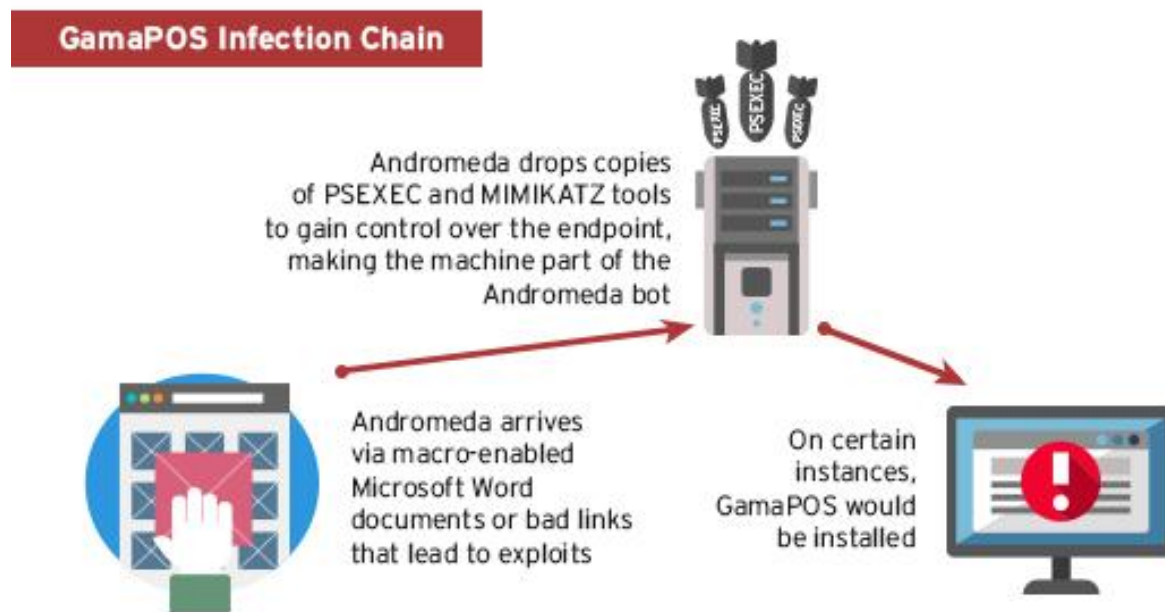 GamaPOS Infection Chain
PSEXEC
PSEXEC
PSEXEC
Andromeda drops copies
of PSEXEC and MIMIKATZ tools
to gain control over the endpoint,
making the machine part of the
Andromeda bot
Andromeda arrives
via macro-enabled
Microsoft Word
documents or bad links
that lead to exploits
On certain
instances,
GamaPOS would
be installed
!